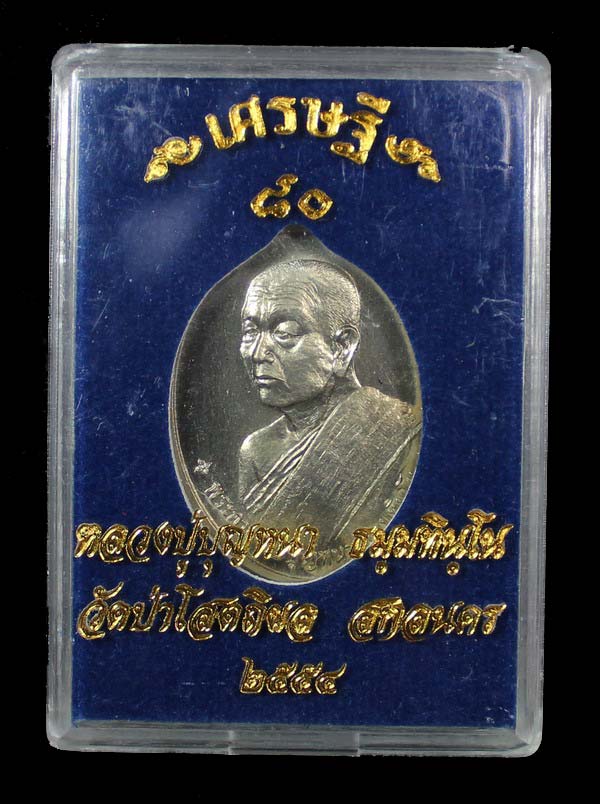 เศรษฐี
๘๐
หลวงปู่บุญหนา ธมฺมทินฺโน
วัดป่าโสตถิผล สกลนคร
๒๕๕๔